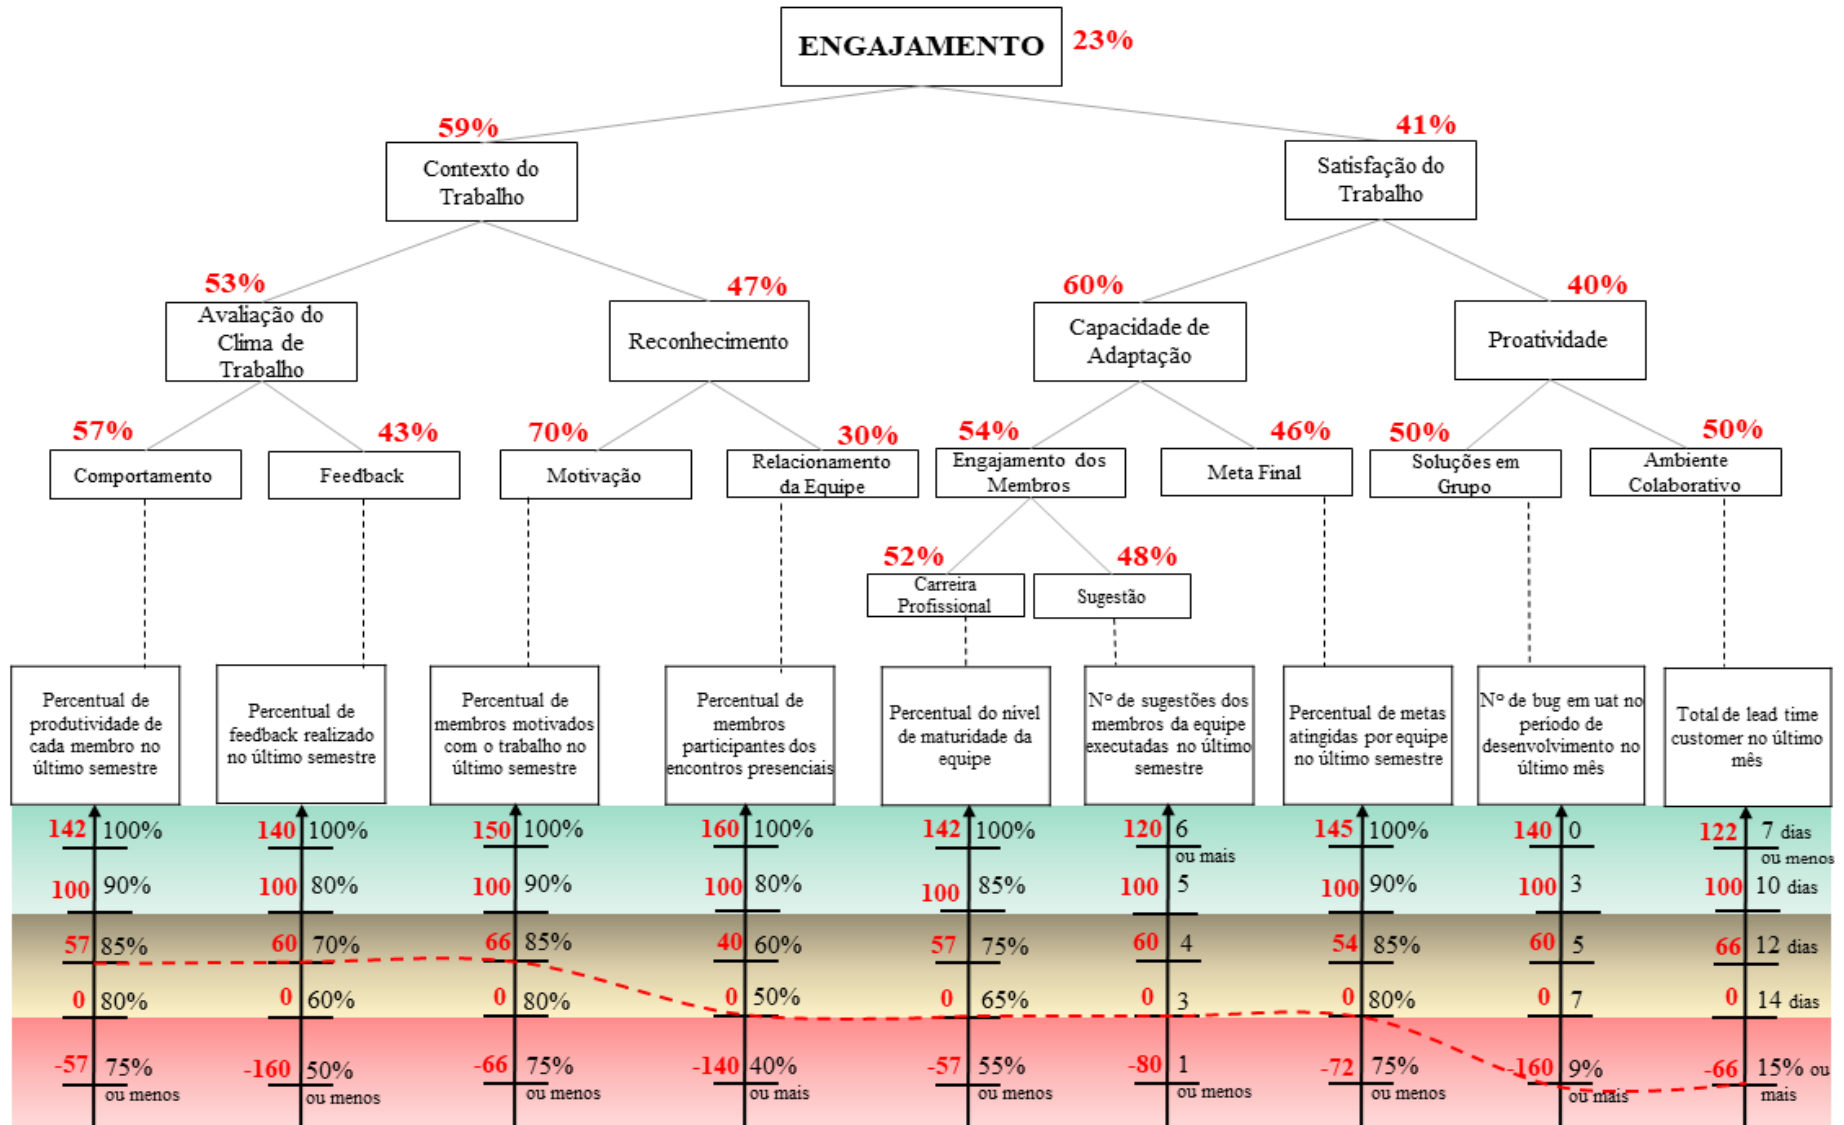 ENGAJAMENTO 23%
59% 41%
Contexto do
Trabalho
Satisfação do
Trabalho
53% 47% 60% 40%
Avaliação do
Clima de
Trabalho
Reconhecimento
Capacidade de
Adaptação
Proatividade
57% 43% 70% 30% 54% 46% 50% 50%
Comportamento
Feedback
Motivação
Relacionamento
da Equipe
Engajamento dos
Membros
Meta Final
Soluções em
Grupo
Ambiente
Colaborativo
52% 48%
Carreira
Profissional
Sugestão
Percentual de
produtividade de
cada membro no
último semestre
Percentual de
feedback realizado
no último semestre
Percentual de
membros motivados
com o trabalho no
último semestre
Percentual de
membros
participantes dos
encontros presenciais
Percentual do nível
de maturidade da
equipe
Nº de sugestões dos
membros da equipe
executadas no último
semestre
Percentual de metas
atingidas por equipe
no último semestre
Nº de bug em uat no
período de
desenvolvimento no
último mês
Total de lead time
customer no último
mês
142 100% 140 100% 150 100% 160 100% 142 100% 120 6 145 100% 140 0 122 7 dias
ou mais ou menos
100 90% 100 80% 100 90% 100 80% 100 85% 100 5 100 90% 100 3 100 10 dias
57 85% 60 70% 66 85% 40 60% 57 75% 60 4 54 85% 60 5 66 12 dias
0 80% 0 60% 0 80% 0 50% 0 65% 0 3 0 80% 0 7 0 14 dias
-57 75% -160 50% -66 75% -140 40% -57 55% -80 1 -72 75% -160 9% -66 15% ou
ou menos ou menos ou menos ou mais ou menos ou menos ou menos ou mais mais